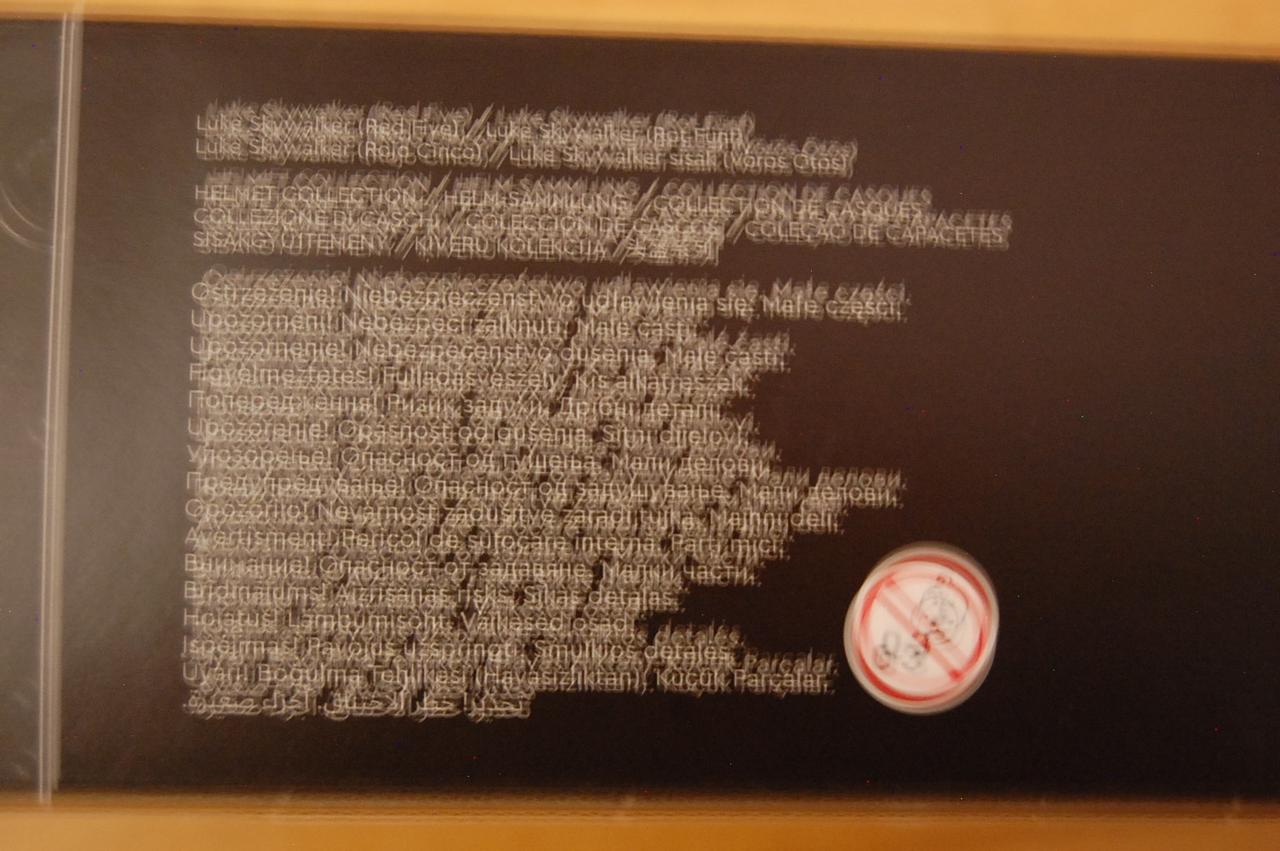 Luke Skywalker (Red Five) / Luke Skywalker (Rot Fünf)
Luke Skywalker (Rojo Cinco) / Luke Skywalker sisak (Vörös Ötös)
HELMET COLLECTION / HELM-SAMMLUNG / COLLECTION DE CASQUES
COLLEZIONE DI CASCHI / COLECCIÓN DE CASCOS / COLEÇÃO DE CAPACETES
SISAKGYŰJTEMÉNY / KIVERŮ KOLEKCIJA /
Ostrzeżenie! Niebezpieczeństwo udławienia się. Małe części.
Upozornění! Nebezpečí zalknutí. Malé části.
Upozornenie! Nebezpečenstvo dusenia. Malé časti.
Figyelmeztetés! Fulladásveszély. Kis alkatrészek.
Попередження! Ризик задухи. Дрібні деталі.
Upozorenje! Opasnost od gušenja. Sitni dijelovi.
Упозорење! Опасност од гушења. Мали делови.
Предупредување! Опасност од задушување. Мали делови.
Opozorilo! Nevarnost zadušitve zaradi tujka. Majhni deli.
Avertisment! Pericol de sufocare internă. Părți mici.
Внимание! Опасност от задавяне. Малки части.
Brīdinājums! Aizrīšanās risks. Sīkas detaļas.
Hoiatus! Lämbumisoht. Väikesed osad.
Įspėjimas! Pavojus uždspringti. Smulkios detalės.
Uyarı! Boğulma Tehlikesi (Havasızlıktan). Küçük Parçalar.
تحذير! خطر الاختناق. أجزاء صغيرة.
0-3